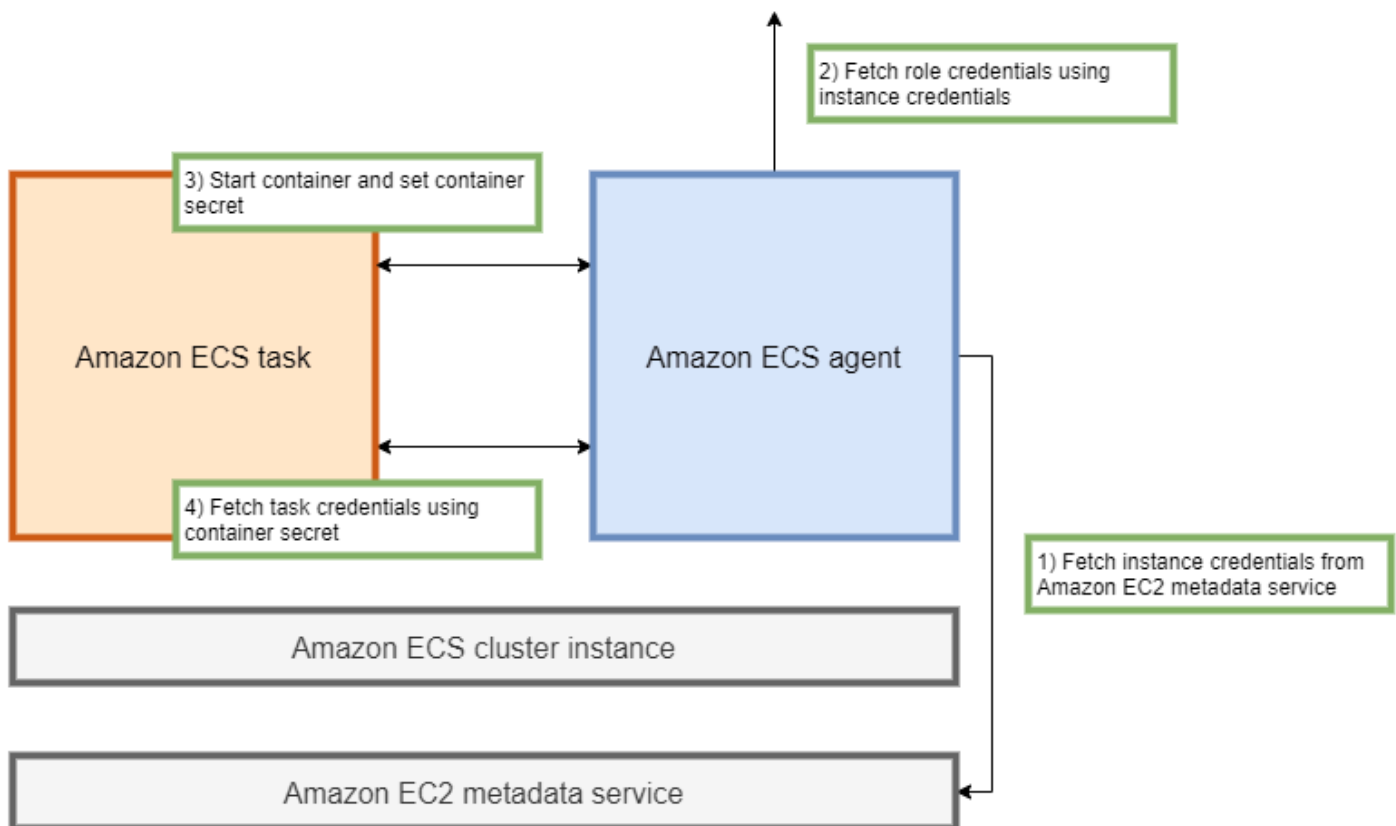 2) Fetch role credentials using
instance credentials
3) Start container and set container
secret
Amazon ECS task
Amazon ECS agent
4) Fetch task credentials using
container secret
1) Fetch instance credentials from
Amazon EC2 metadata service
Amazon ECS cluster instance
Amazon EC2 metadata service